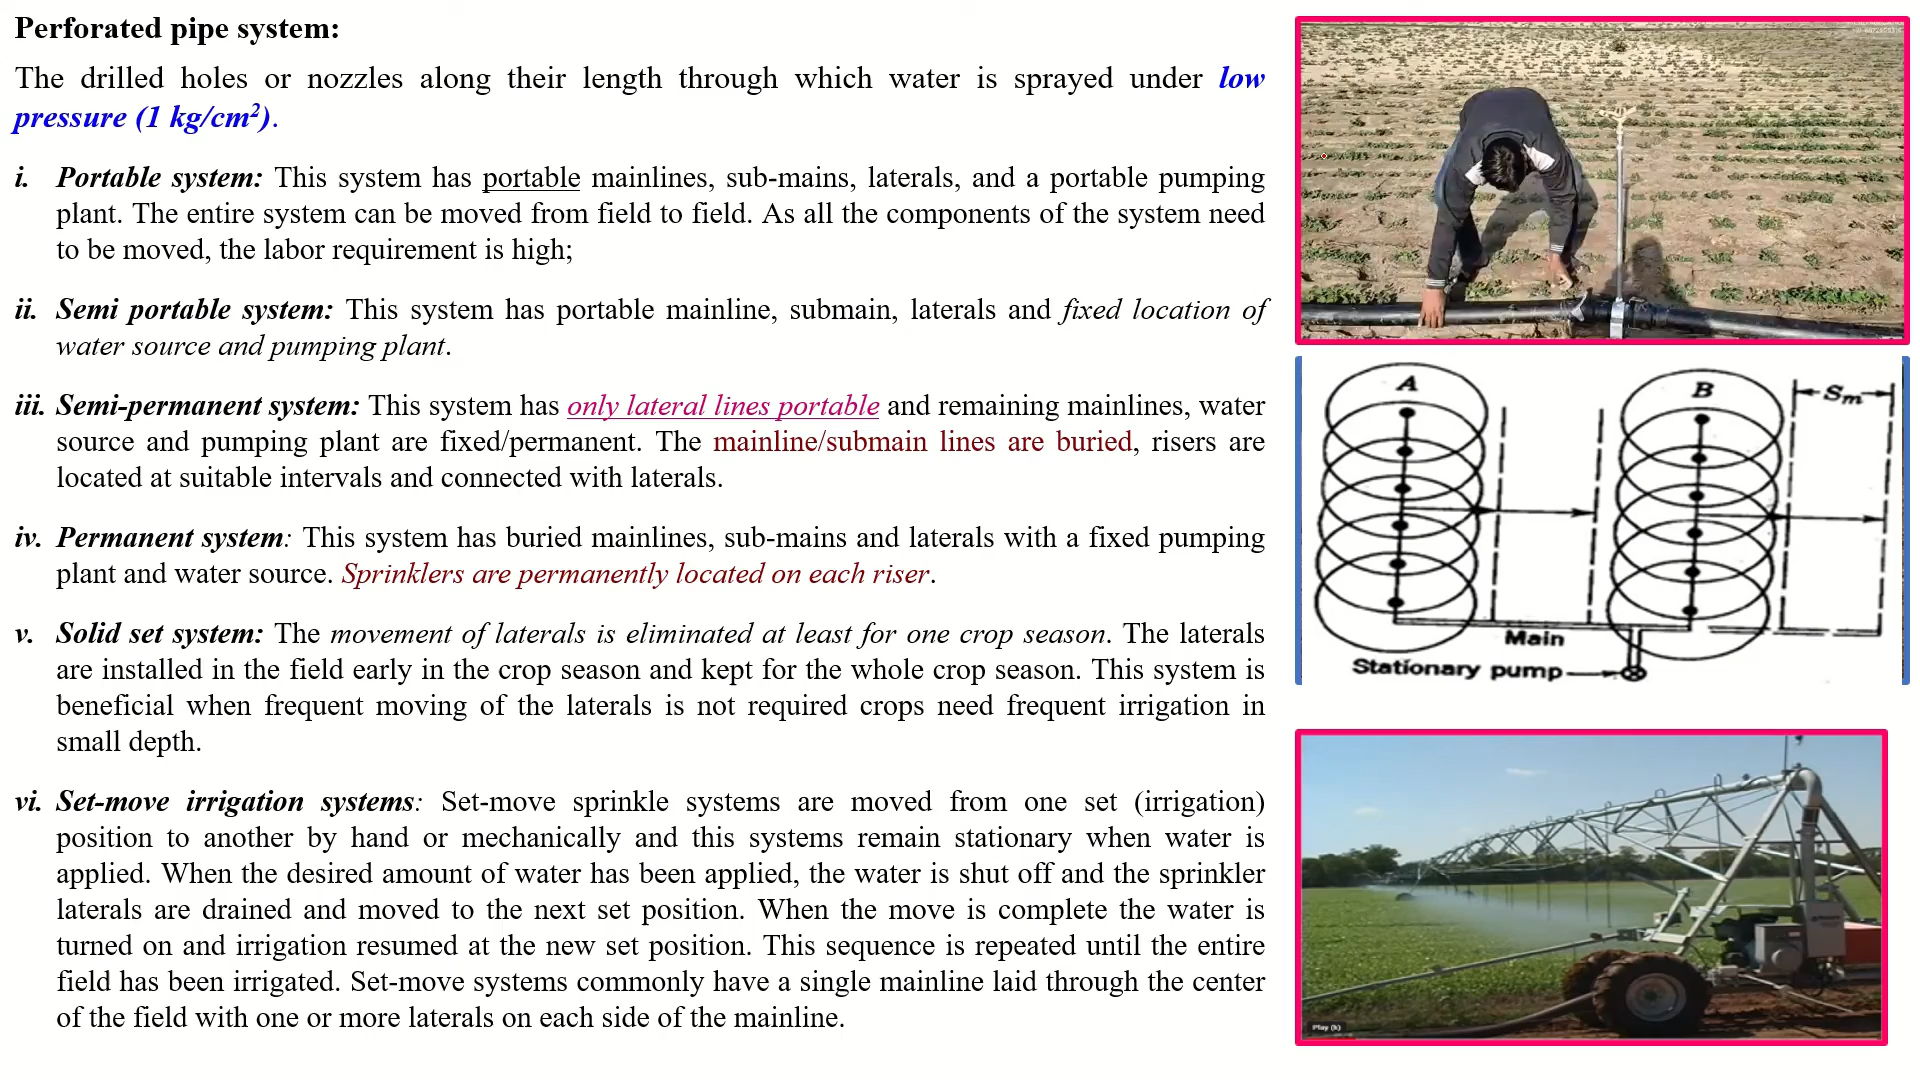 Perforated pipe system:
The drilled holes or nozzles along their length through which water is sprayed under low
pressure (1 kg/cm²).
i. Portable system: This system has portable mainlines, sub-mains, laterals, and a portable pumping
plant. The entire system can be moved from field to field. As all the components of the system need
to be moved, the labor requirement is high;
ii. Semi portable system: This system has portable mainline, submain, laterals and fixed location of
water source and pumping plant.
iii. Semi-permanent system: This system has only lateral lines portable and remaining mainlines, water
source and pumping plant are fixed/permanent. The mainline/submain lines are buried, risers are
located at suitable intervals and connected with laterals.
iv. Permanent system: This system has buried mainlines, sub-mains and laterals with a fixed pumping
plant and water source. Sprinklers are permanently located on each riser.
v. Solid set system: The movement of laterals is eliminated at least for one crop season. The laterals
are installed in the field early in the crop season and kept for the whole crop season. This system is
beneficial when frequent moving of the laterals is not required crops need frequent irrigation in
small depth.
vi. Set-move irrigation systems: Set-move sprinkle systems are moved from one set (irrigation)
position to another by hand or mechanically and this systems remain stationary when water is
applied. When the desired amount of water has been applied, the water is shut off and the sprinkler
laterals are drained and moved to the next set position. When the move is complete the water is
turned on and irrigation resumed at the new set position. This sequence is repeated until the entire
field has been irrigated. Set-move systems commonly have a single mainline laid through the center
of the field with one or more laterals on each side of the mainline.
A
B
Sm
Main
Stationary pump
Play (k)